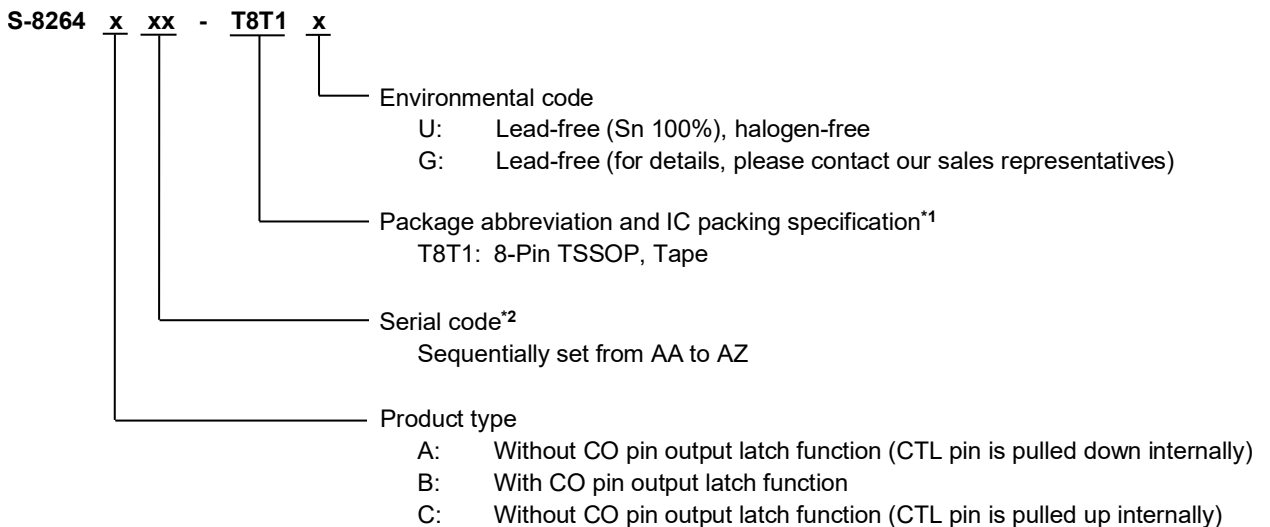 S-8264 x xx - T8T1 x
Environmental code
U: Lead-free (Sn 100%), halogen-free
G: Lead-free (for details, please contact our sales representatives)
Package abbreviation and IC packing specification*1
T8T1: 8-Pin TSSOP, Tape
Serial code*2
Sequentially set from AA to AZ
Product type
A: Without CO pin output latch function (CTL pin is pulled down internally)
B: With CO pin output latch function
C: Without CO pin output latch function (CTL pin is pulled up internally)